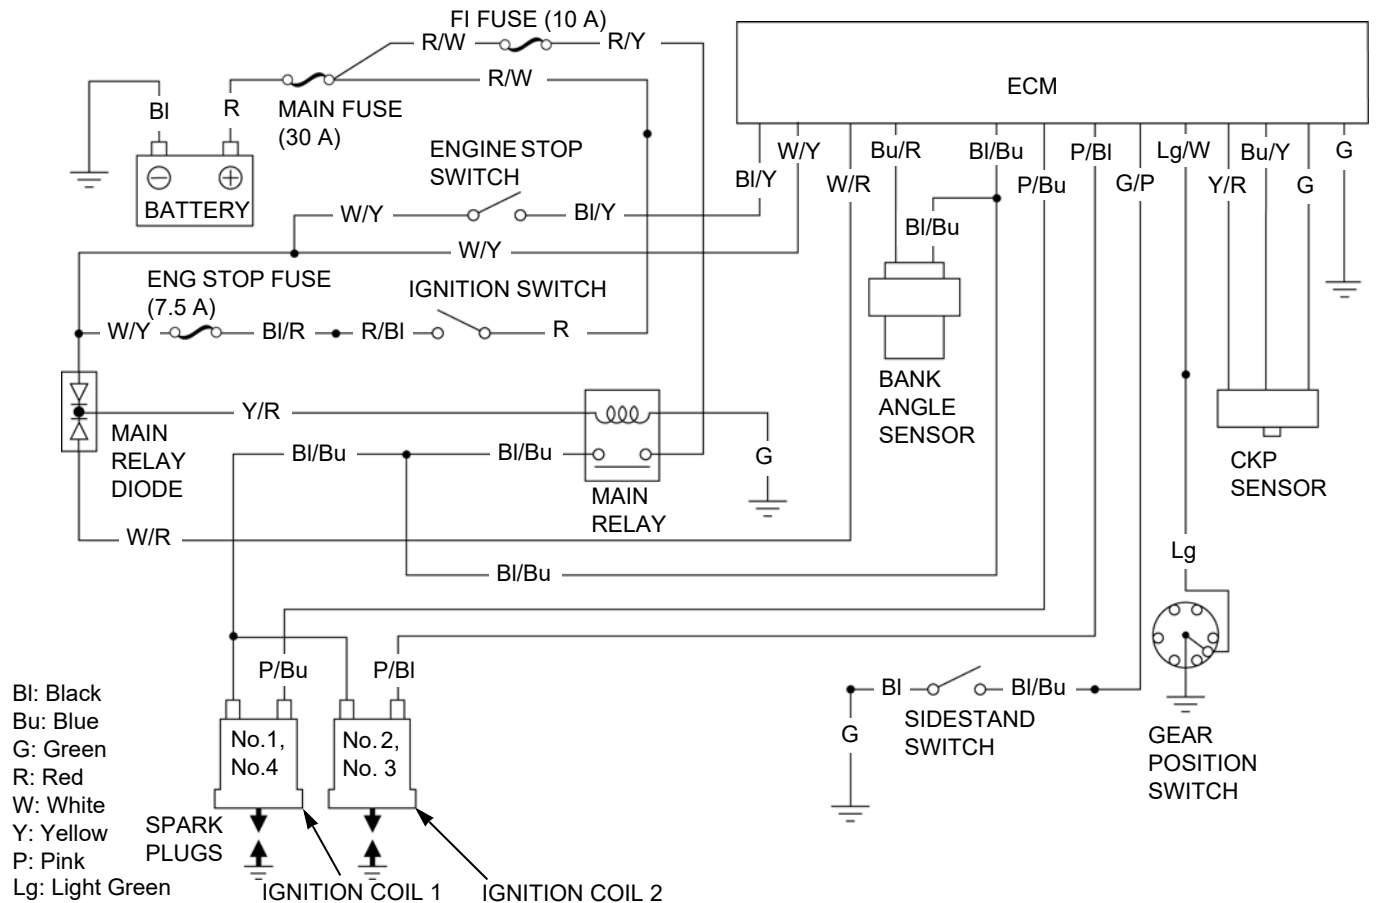 FI FUSE (10 A)
R/W
R/Y
R/W
MAIN FUSE
(30 A)
Bl
R
BATTERY
ECM
ENGINE STOP
SWITCH
W/Y
Bl/Y
W/Y
Bl/Y
W/Y
W/R
Bu/R
Bl/Bu
P/Bu
P/Bl
G/P
Lg/W
Y/R
Bu/Y
G
G
Bl/Bu
ENG STOP FUSE
(7.5 A)
IGNITION SWITCH
W/Y
Bl/R
R/Bl
R
BANK
ANGLE
SENSOR
CKP
SENSOR
Y/R
MAIN
RELAY
DIODE
Bl/Bu
Bl/Bu
MAIN
RELAY
G
W/R
Bl/Bu
Lg
P/Bu
P/Bl
Bl
Bl/Bu
SIDESTAND
SWITCH
G
GEAR
POSITION
SWITCH
No.1,
No.4
No. 2,
No. 3
SPARK
PLUGS
IGNITION COIL 1
IGNITION COIL 2
Bl: Black
Bu: Blue
G: Green
R: Red
W: White
Y: Yellow
P: Pink
Lg: Light Green